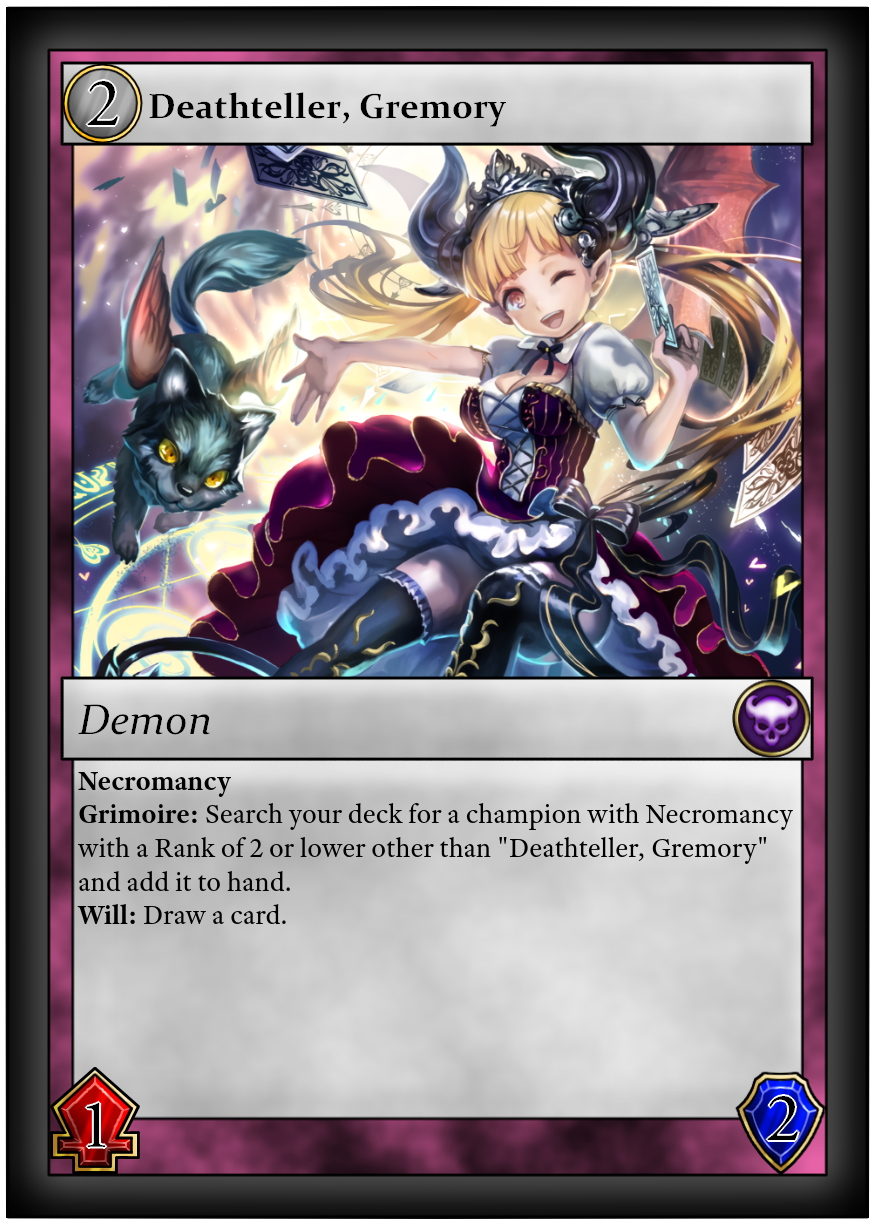 2
Deathteller, Gremory
Demon
Necromancy
Grimoire: Search your deck for a champion with Necromancy
with a Rank of 2 or lower other than "Deathteller, Gremory"
and add it to hand.
Will: Draw a card.
1
2